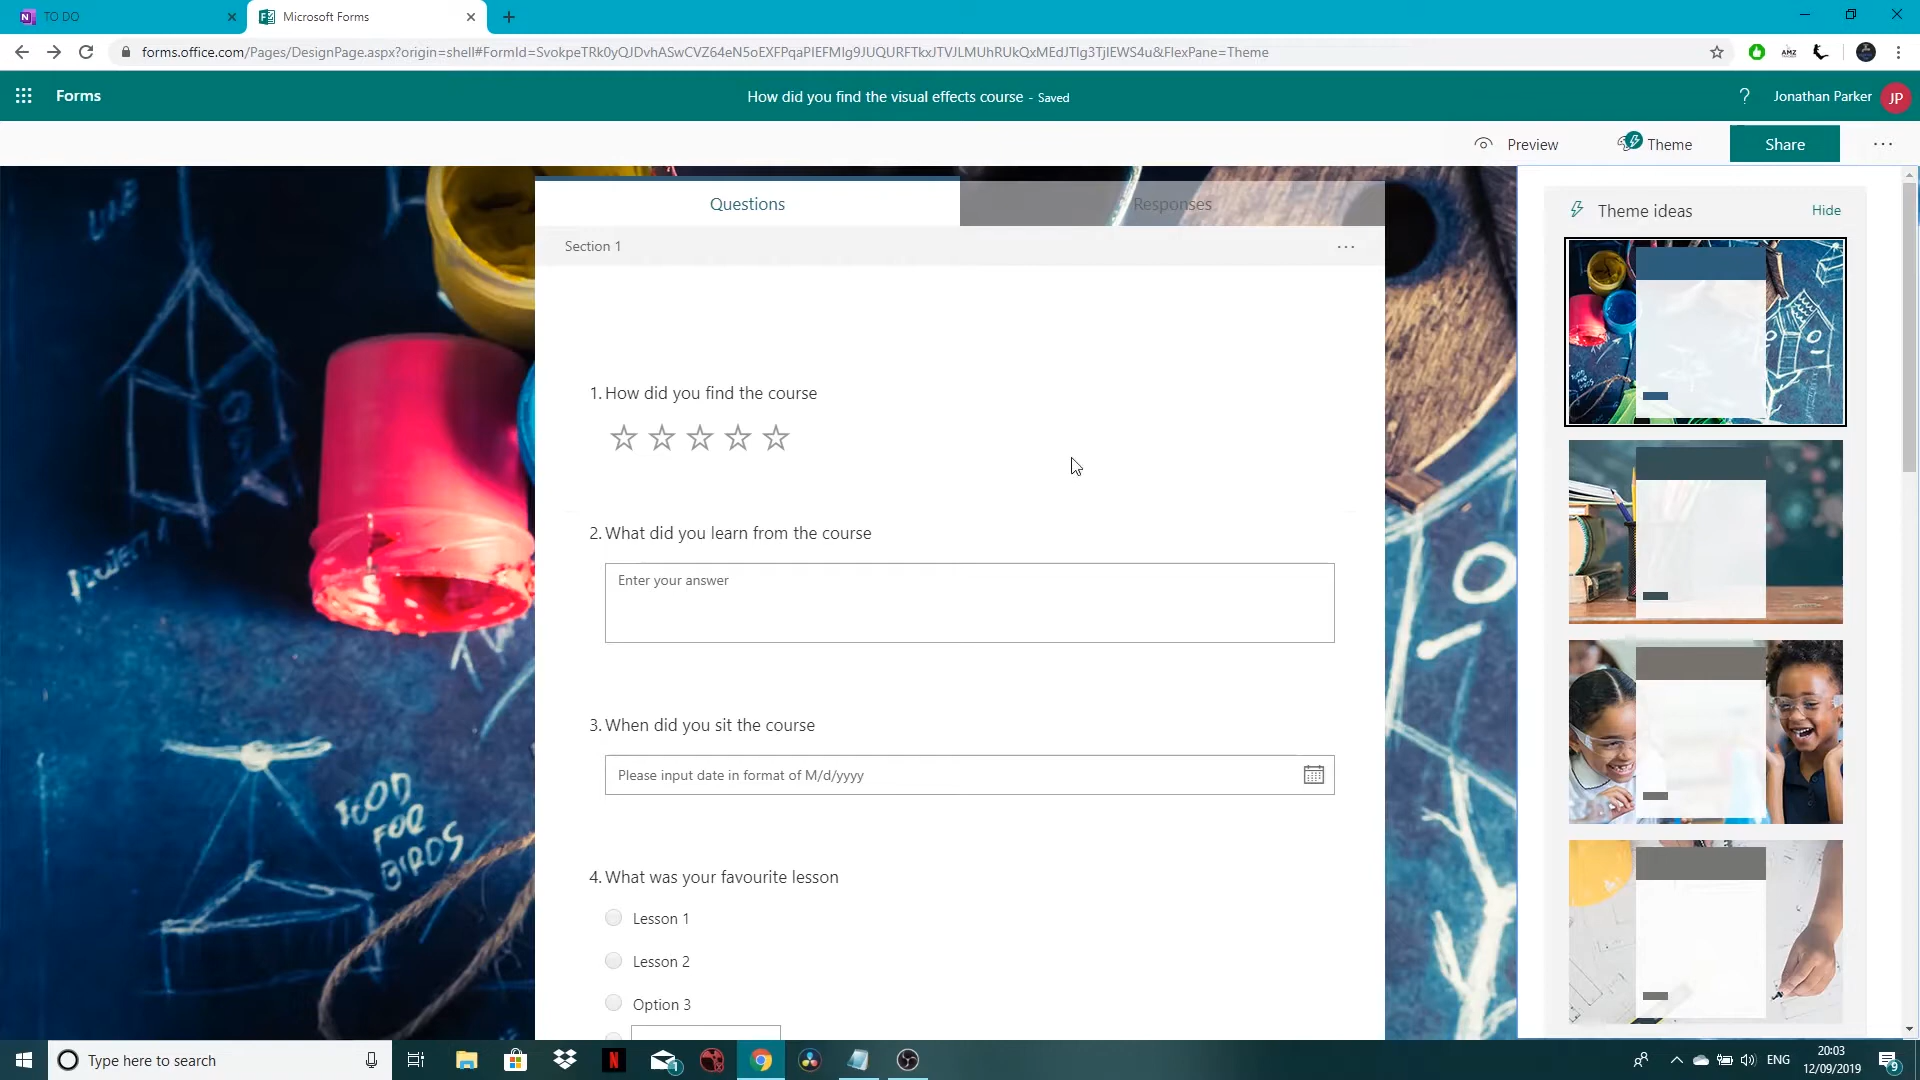 TO DO
Microsoft Forms
forms.office.com/Pages/DesignPage.aspx?origin=shell#FormId=SvokpeTRk0yQJDvhASwCVZ64eN5oEXFPqaPIEFMIg9JUQURFTkxJTVJLMUhRUkQxMEdJTlg3TjlEWS4u&FlexPane=Theme
AMZ
Forms
How did you find the visual effects course - Saved
? Jonathan Parker JP
Preview
Theme
Share
Questions
Responses
Section 1
1. How did you find the course
2. What did you learn from the course
Enter your answer
3. When did you sit the course
Please input date in format of M/d/yyyy
4. What was your favourite lesson
Lesson 1
Lesson 2
Option 3
Theme ideas
Hide
FOOD
FOR
BIRDS
Type here to search
N
1
ENG
20:03
12/09/2019
9